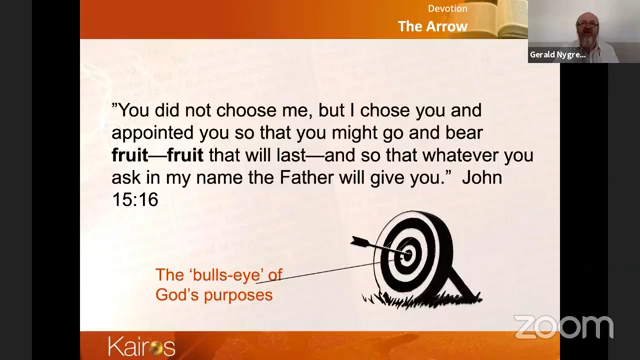 Devotion
The Arrow
Gerald Nygre...
”You did not choose me, but I chose you and
appointed you so that you might go and bear
fruit—fruit that will last—and so that whatever you
ask in my name the Father will give you.”  John
15:16
The ‘bulls-eye’ of
God’s purposes
Kairos
zoom